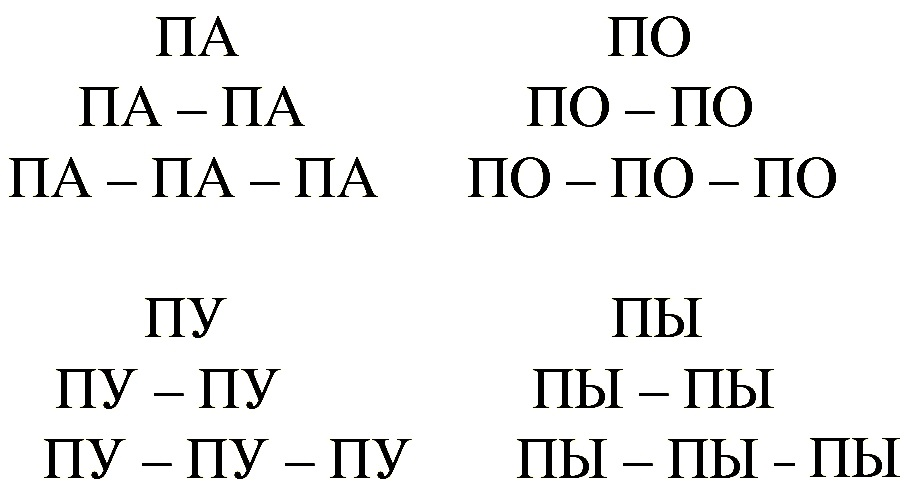 ПА
ПА – ПА
ПА – ПА – ПА
ПО
ПО – ПО
ПО – ПО – ПО
ПУ
ПУ – ПУ
ПУ – ПУ – ПУ
ПЫ
ПЫ – ПЫ
ПЫ – ПЫ - ПЫ